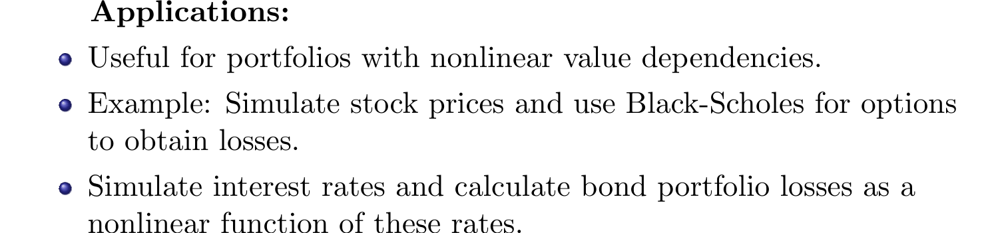 Applications:
Useful for portfolios with nonlinear value dependencies.
Example: Simulate stock prices and use Black-Scholes for options
to obtain losses.
Simulate interest rates and calculate bond portfolio losses as a
nonlinear function of these rates.